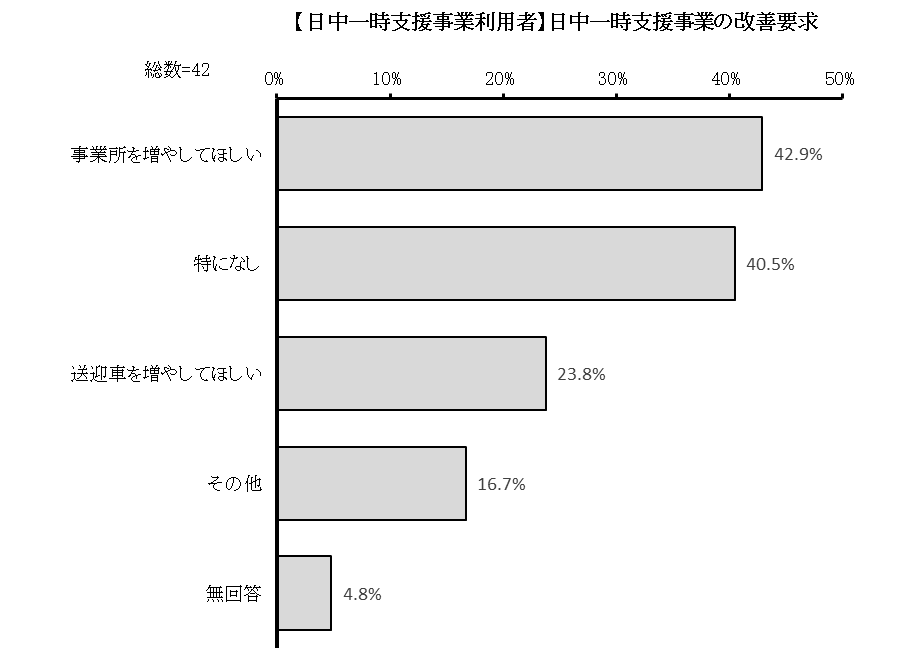 【日中一時支援事業利用者】日中一時支援事業の改善要求
総数=42
0% 10% 20% 30% 40% 50%
事業所を増やしてほしい 42.9%
特になし 40.5%
送迎車を増やしてほしい 23.8%
その他 16.7%
無回答 4.8%